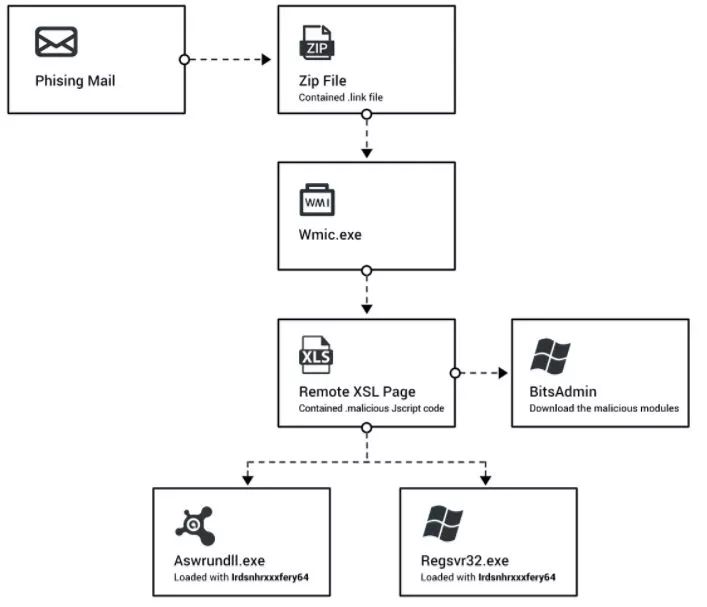 Phising Mail
ZIP
Zip File
Contained .link file
WMI
Wmic.exe
XLS
Remote XSL Page
Contained .malicious Jscript code
BitsAdmin
Download the malicious modules
Aswrundll.exe
Loaded with lrdsnhrxxxfery64
Regsvr32.exe
Loaded with lrdsnhrxxxfery64